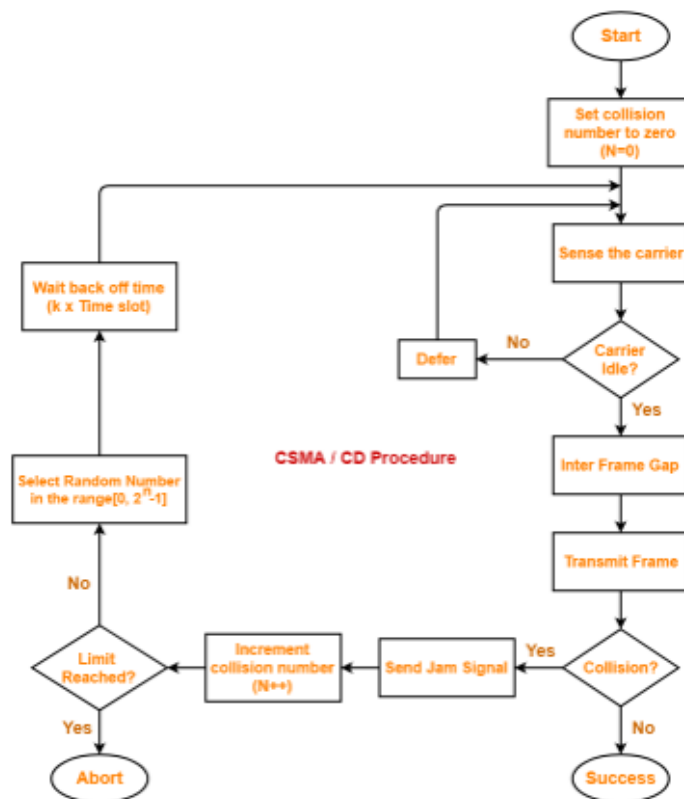 Start
Set collision
number to zero
(N=0)
Sense the carrier
Wait back off time
(k x Time slot)
Defer
No
Carrier
Idle?
Yes
CSMA / CD Procedure
Inter Frame Gap
Select Random Number
in the range[0, 2^n-1]
Transmit Frame
No
Limit
Reached?
Increment
collision number
(N++)
Send Jam Signal
Yes
Collision?
Yes
No
Abort
Success